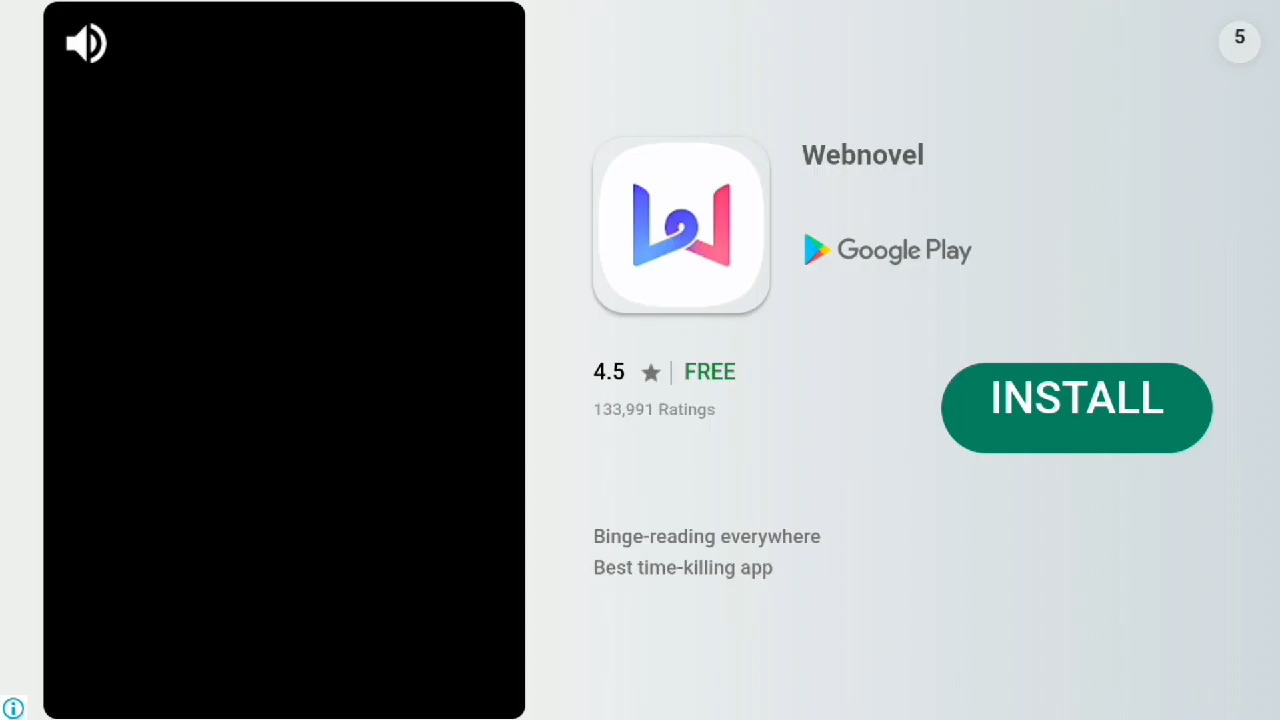 5
Webnovel
Google Play
4.5 ★ | FREE
133,991 Ratings
INSTALL
Binge-reading everywhere
Best time-killing app